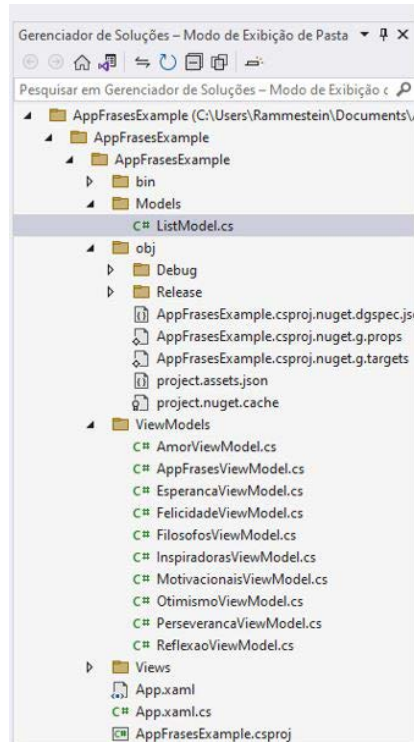 Gerenciador de Soluções – Modo de Exibição de Pasta
Pesquisar em Gerenciador de Soluções – Modo de Exibição c
AppFrasesExample (C:\Users\Rammestein\Documents\
AppFrasesExample
AppFrasesExample
bin
Models
C# ListModel.cs
obj
Debug
Release
AppFrasesExample.csproj.nuget.dgspec.js
AppFrasesExample.csproj.nuget.g.props
AppFrasesExample.csproj.nuget.g.targets
project.assets.json
project.nuget.cache
ViewModels
C# AmorViewModel.cs
C# AppFrasesViewModel.cs
C# EsperancaViewModel.cs
C# FelicidadeViewModel.cs
C# FilosofosViewModel.cs
C# InspiradorasViewModel.cs
C# MotivacionaisViewModel.cs
C# OtimismoViewModel.cs
C# PerseverancaViewModel.cs
C# ReflexaoViewModel.cs
Views
App.xaml
C# App.xaml.cs
C# AppFrasesExample.csproj